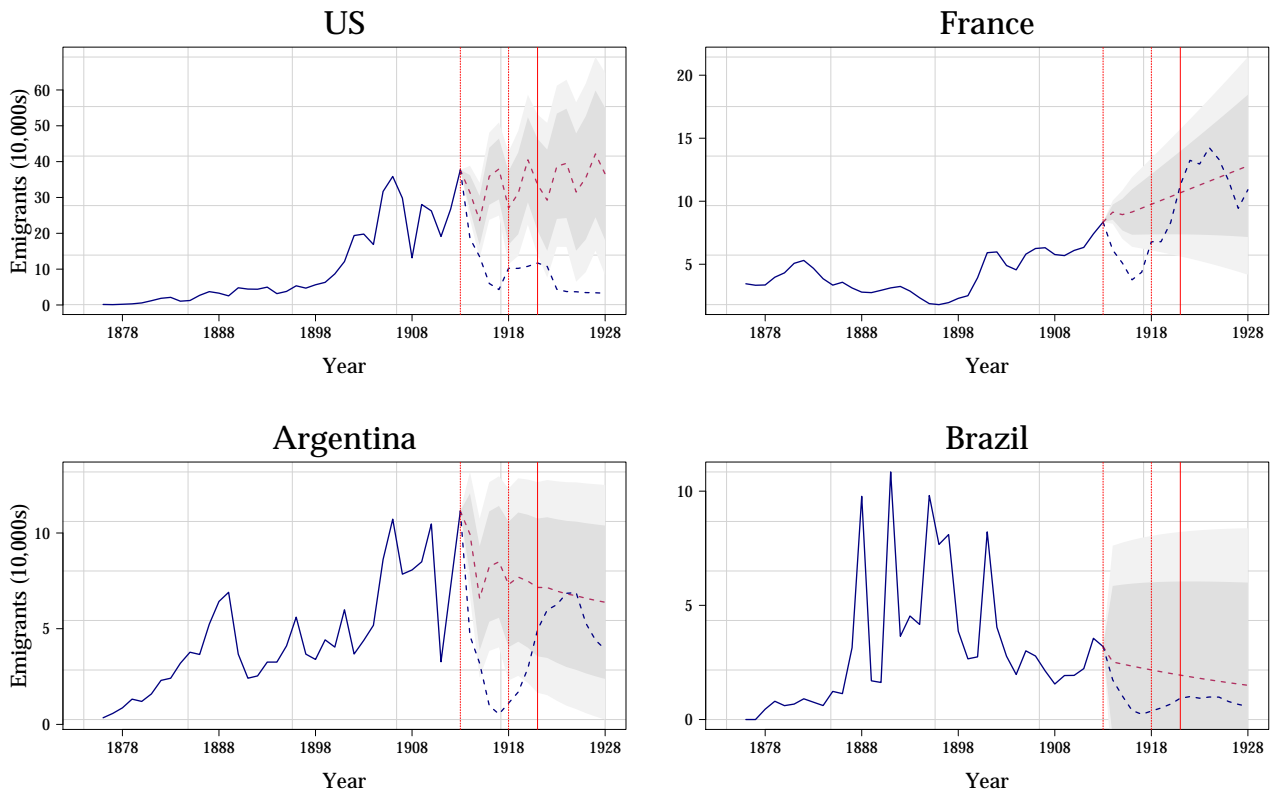 US
Emigrants (10,000s)
0 10 20 30 40 50 60
1878 1888 1898 1908 1918 1928
Year
France
5 10 15 20
1878 1888 1898 1908 1918 1928
Year
Argentina
Emigrants (10,000s)
0 5 10
1878 1888 1898 1908 1918 1928
Year
Brazil
0 5 10
1878 1888 1898 1908 1918 1928
Year